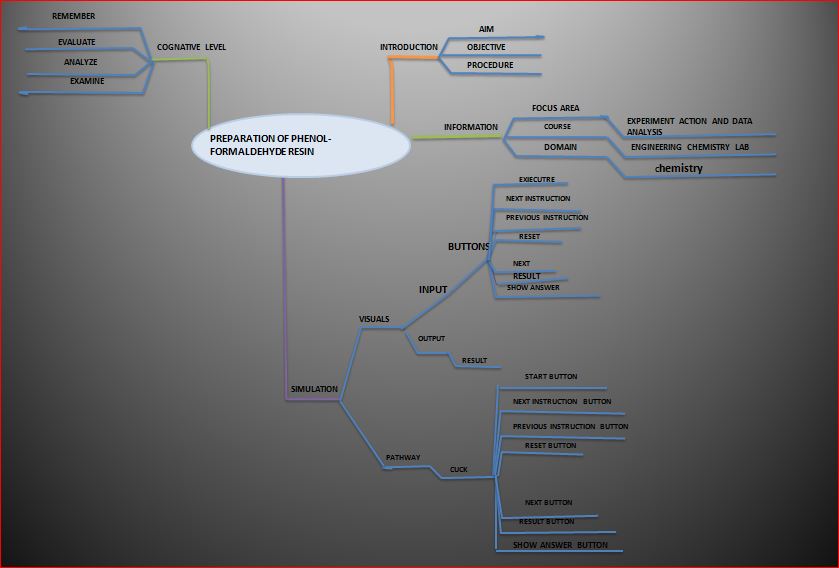 REMEMBER
EVALUATE
ANALYZE
EXAMINE
COGNATIVE LEVEL
INTRODUCTION
AIM
OBJECTIVE
PROCEDURE
PREPARATION OF PHENOL-
FORMALDEHYDE RESIN
INFORMATION
FOCUS AREA
COURSE
DOMAIN
EXPERIMENT ACTION AND DATA
ANALYSIS
ENGINEERING CHEMISTRY LAB
chemistry
SIMULATION
VISUALS
INPUT
BUTTONS
EXIECUTRE
NEXT INSTRUCTION
PREVIOUS INSTRUCTION
RESET
NEXT
RESULT
SHOW ANSWER
OUTPUT
RESULT
PATHWAY
CUCK
START BUTTON
NEXT INSTRUCTION BUTTON
PREVIOUS INSTRUCTION BUTTON
RESET BUTTON
NEXT BUTTON
RESULT BUTTON
SHOW ANSWER BUTTON